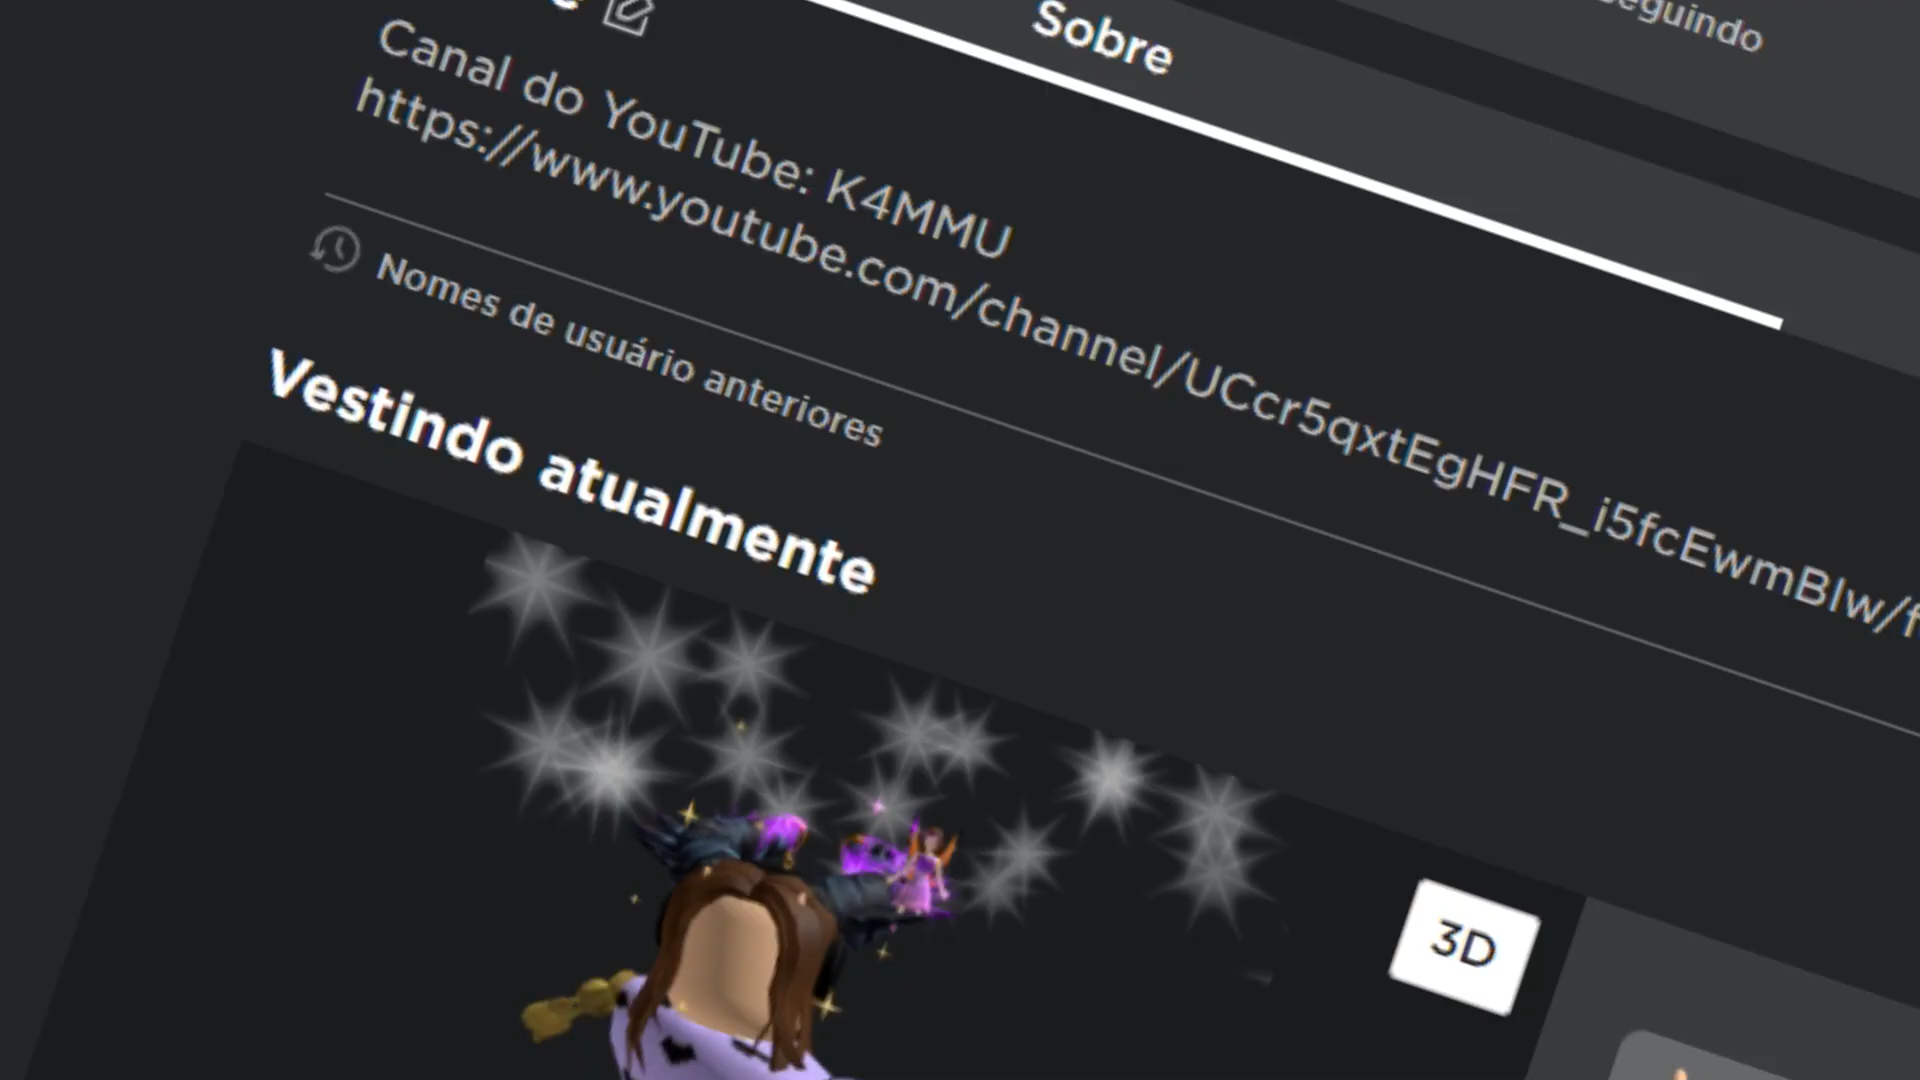 Sobre
Canal do YouTube: K4MMU
https://www.youtube.com/channel/UCcr5qxtEgHFR_i5fcEwmBlw/f
Nomes de usuário anteriores
Vestindo atualmente
3D